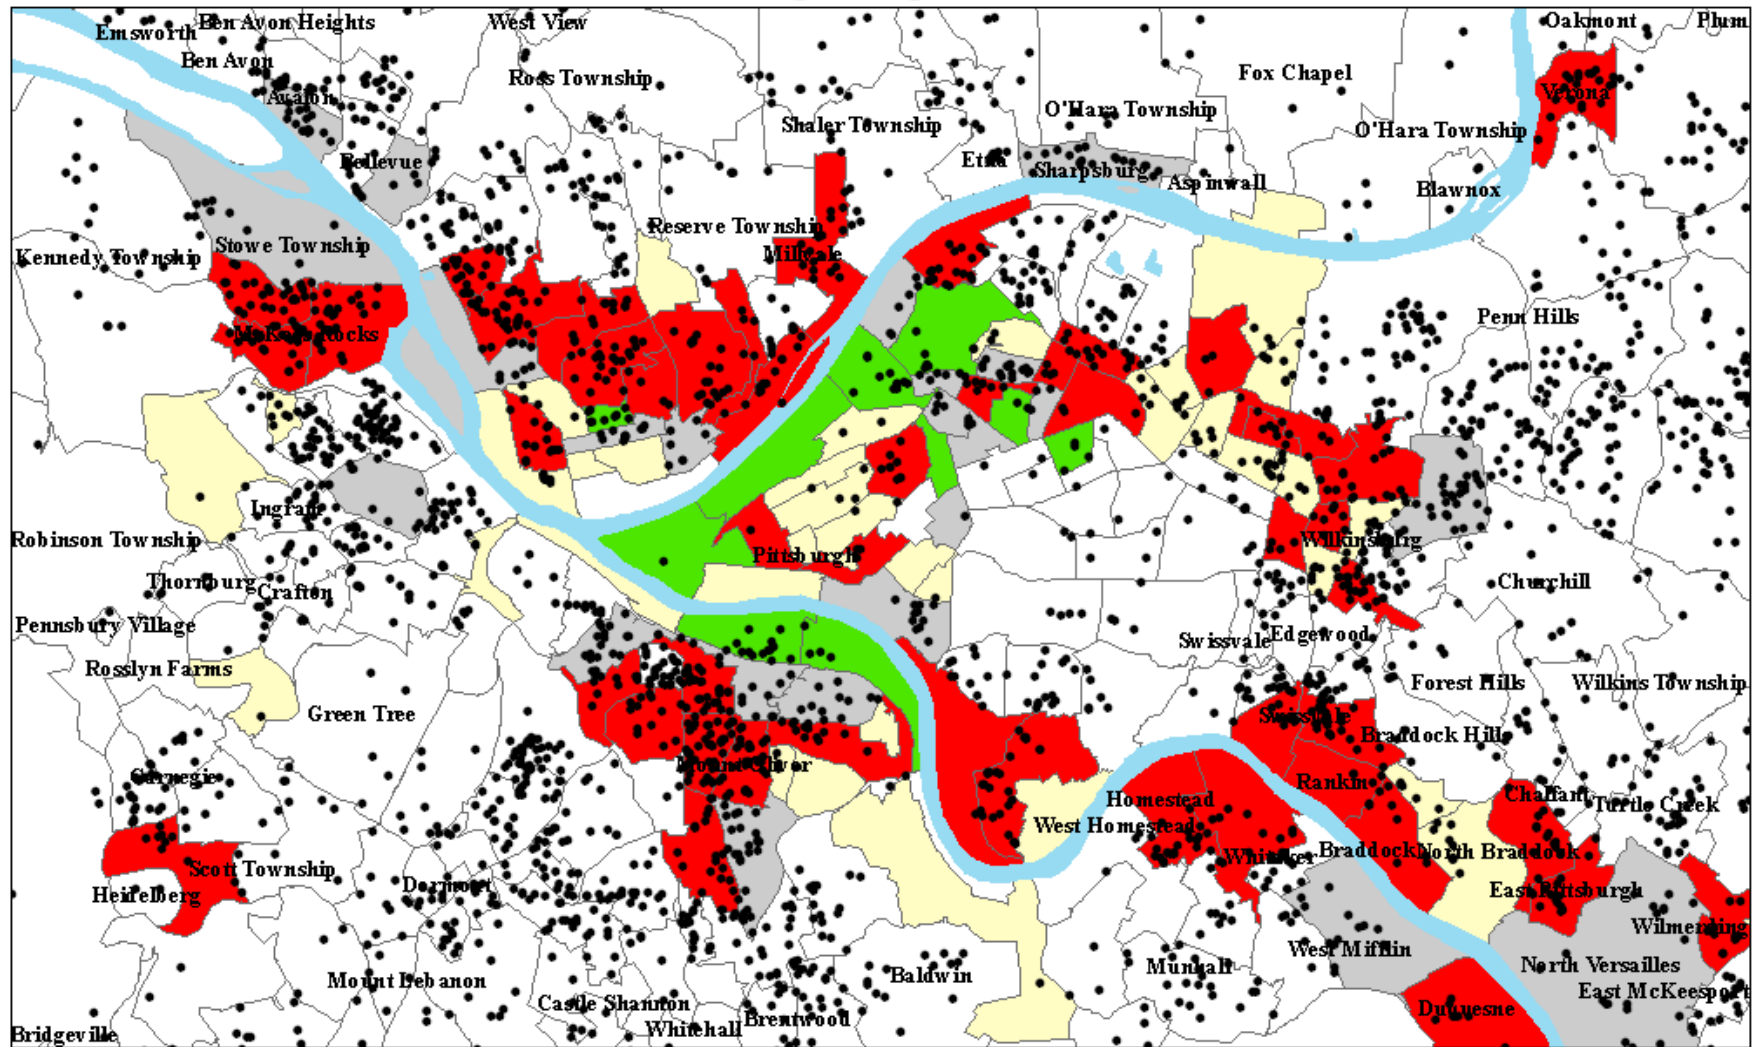 Ben Avon Heights
West View
Oakmont
Plum
Emsworth
Ben Avon
Ross Township
Fox Chapel
Verona
Avalon
O'Hara Township
Shaler Township
O'Hara Township
Bellevue
Etna
Sharpsburg
Aspinwall
Blawnox
Reserve Township
Stowe Township
Millvale
Kennedy Township
Penn Hills
McKees Rocks
Ingram
Robinson Township
Wilkinsburg
Pittsburgh
Thornburg
Crafton
Churchill
Pennsbury Village
Edgewood
Swissvale
Rosslyn Farms
Forest Hills
Wilkins Township
Green Tree
Swissvale
Braddock Hills
Mount Oliver
Carnegie
Rankin
Chalfant
Homestead
Turtle Creek
West Homestead
Whitaker
Braddock
North Braddock
Scott Township
Dormont
Heidelberg
East Pittsburgh
Wilmerding
West Mifflin
North Versailles
Munhall
Baldwin
Mount Lebanon
East McKeesport
Castle Shannon
Duquesne
Brentwood
Whitehall
Bridgeville